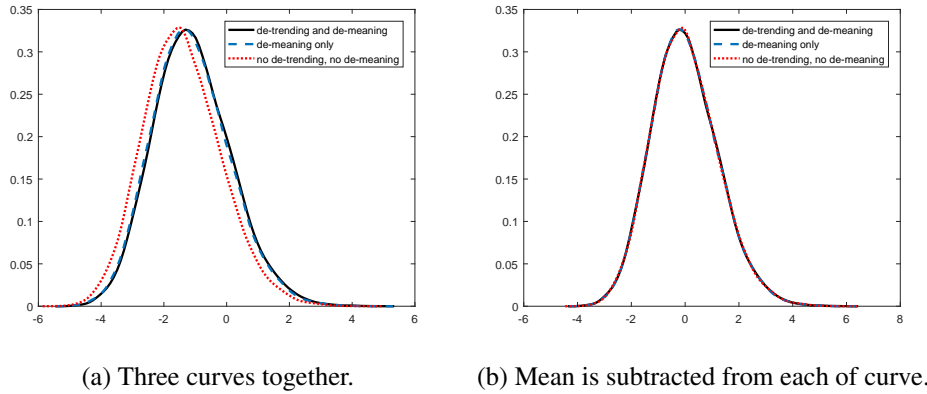 0.35
0.3
0.25
0.2
0.15
0.1
0.05
0
-6 -4 -2 0 2 4 6
de-trending and de-meaning
de-meaning only
no de-trending, no de-meaning
(a) Three curves together.
0.35
0.3
0.25
0.2
0.15
0.1
0.05
0
-6 -4 -2 0 2 4 6 8
de-trending and de-meaning
de-meaning only
no de-trending, no de-meaning
(b) Mean is subtracted from each of curve.